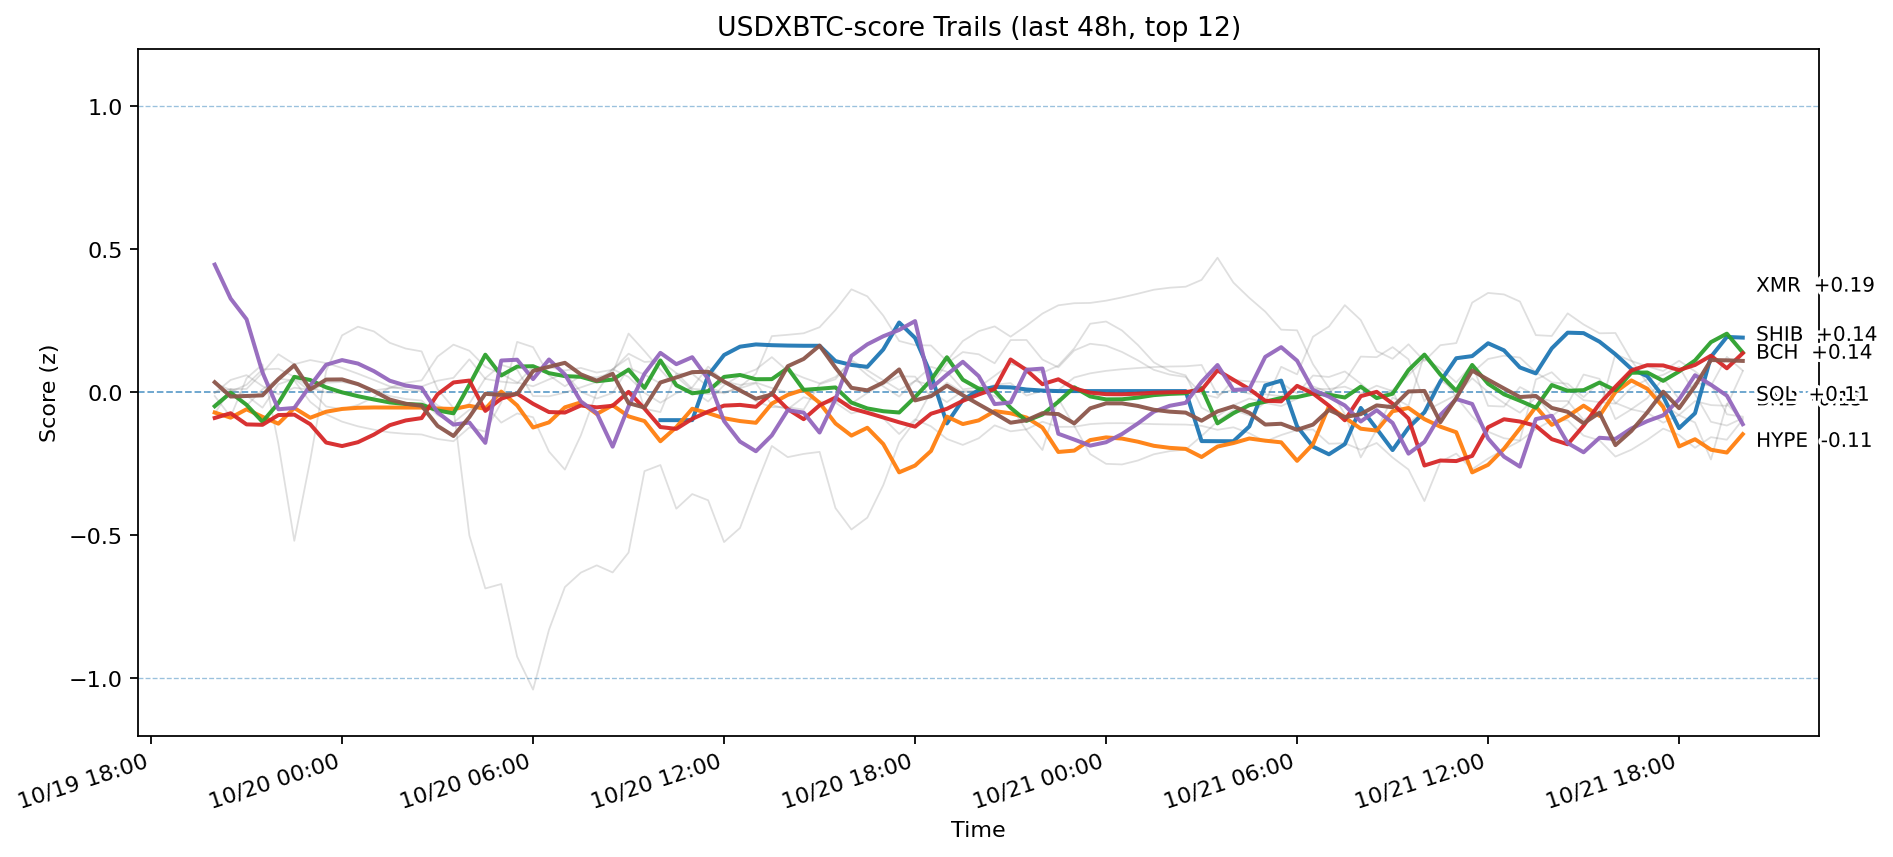 USDXBTC-score Trails (last 48h, top 12)
Score (z)
1.0
0.5
0.0
−0.5
−1.0
XMR +0.19
SHIB +0.14
BCH +0.14
SOL +0.11
HYPE -0.11
10/19 18:00
10/20 00:00
10/20 06:00
10/20 12:00
10/20 18:00
10/21 00:00
10/21 06:00
10/21 12:00
10/21 18:00
Time